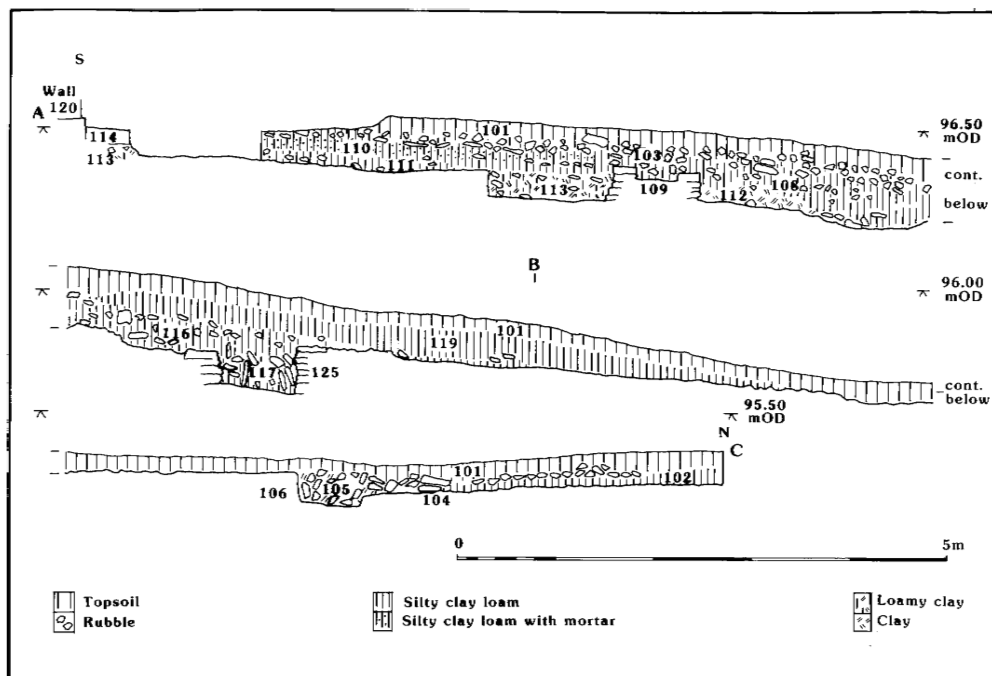 S
Wall
A 120
114
113
110
111
101
113
103
109
112
108
96.50
mOD
cont.
below
B
96.00
mOD
116
117
125
119
101
cont.
below
95.50
mOD
N
C
106
105
104
101
102
0 5m
Topsoil
Rubble
Silty clay loam
Silty clay loam with mortar
Loamy clay
Clay